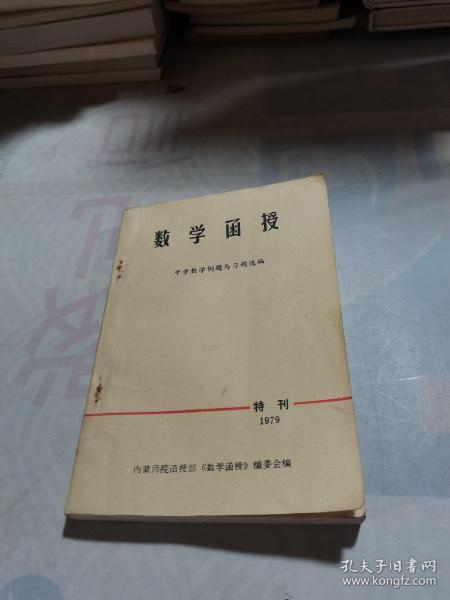 数学函授
中学数学例题与习题选编
特刊
1979
内蒙师院函授部《数学函授》编委会编
孔夫子旧书网
www.kongfz.com